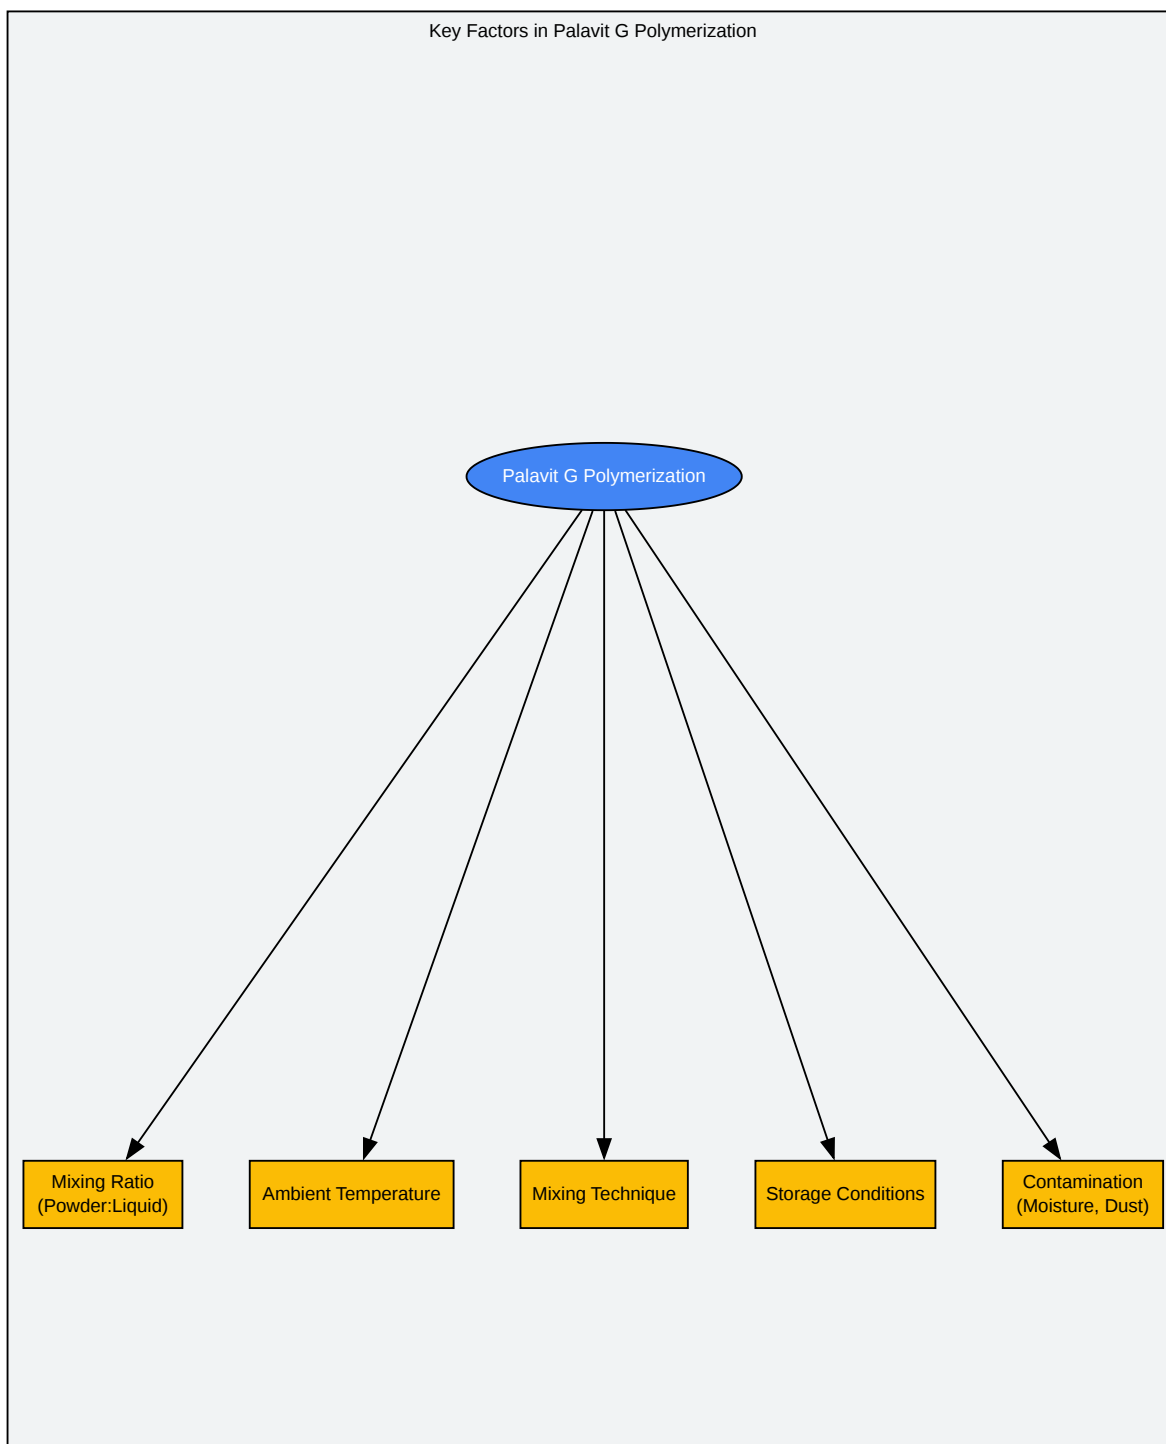 Key Factors in Palavit G Polymerization
Palavit G Polymerization
Mixing Ratio
(Powder:Liquid)
Ambient Temperature
Mixing Technique
Storage Conditions
Contamination
(Moisture, Dust)